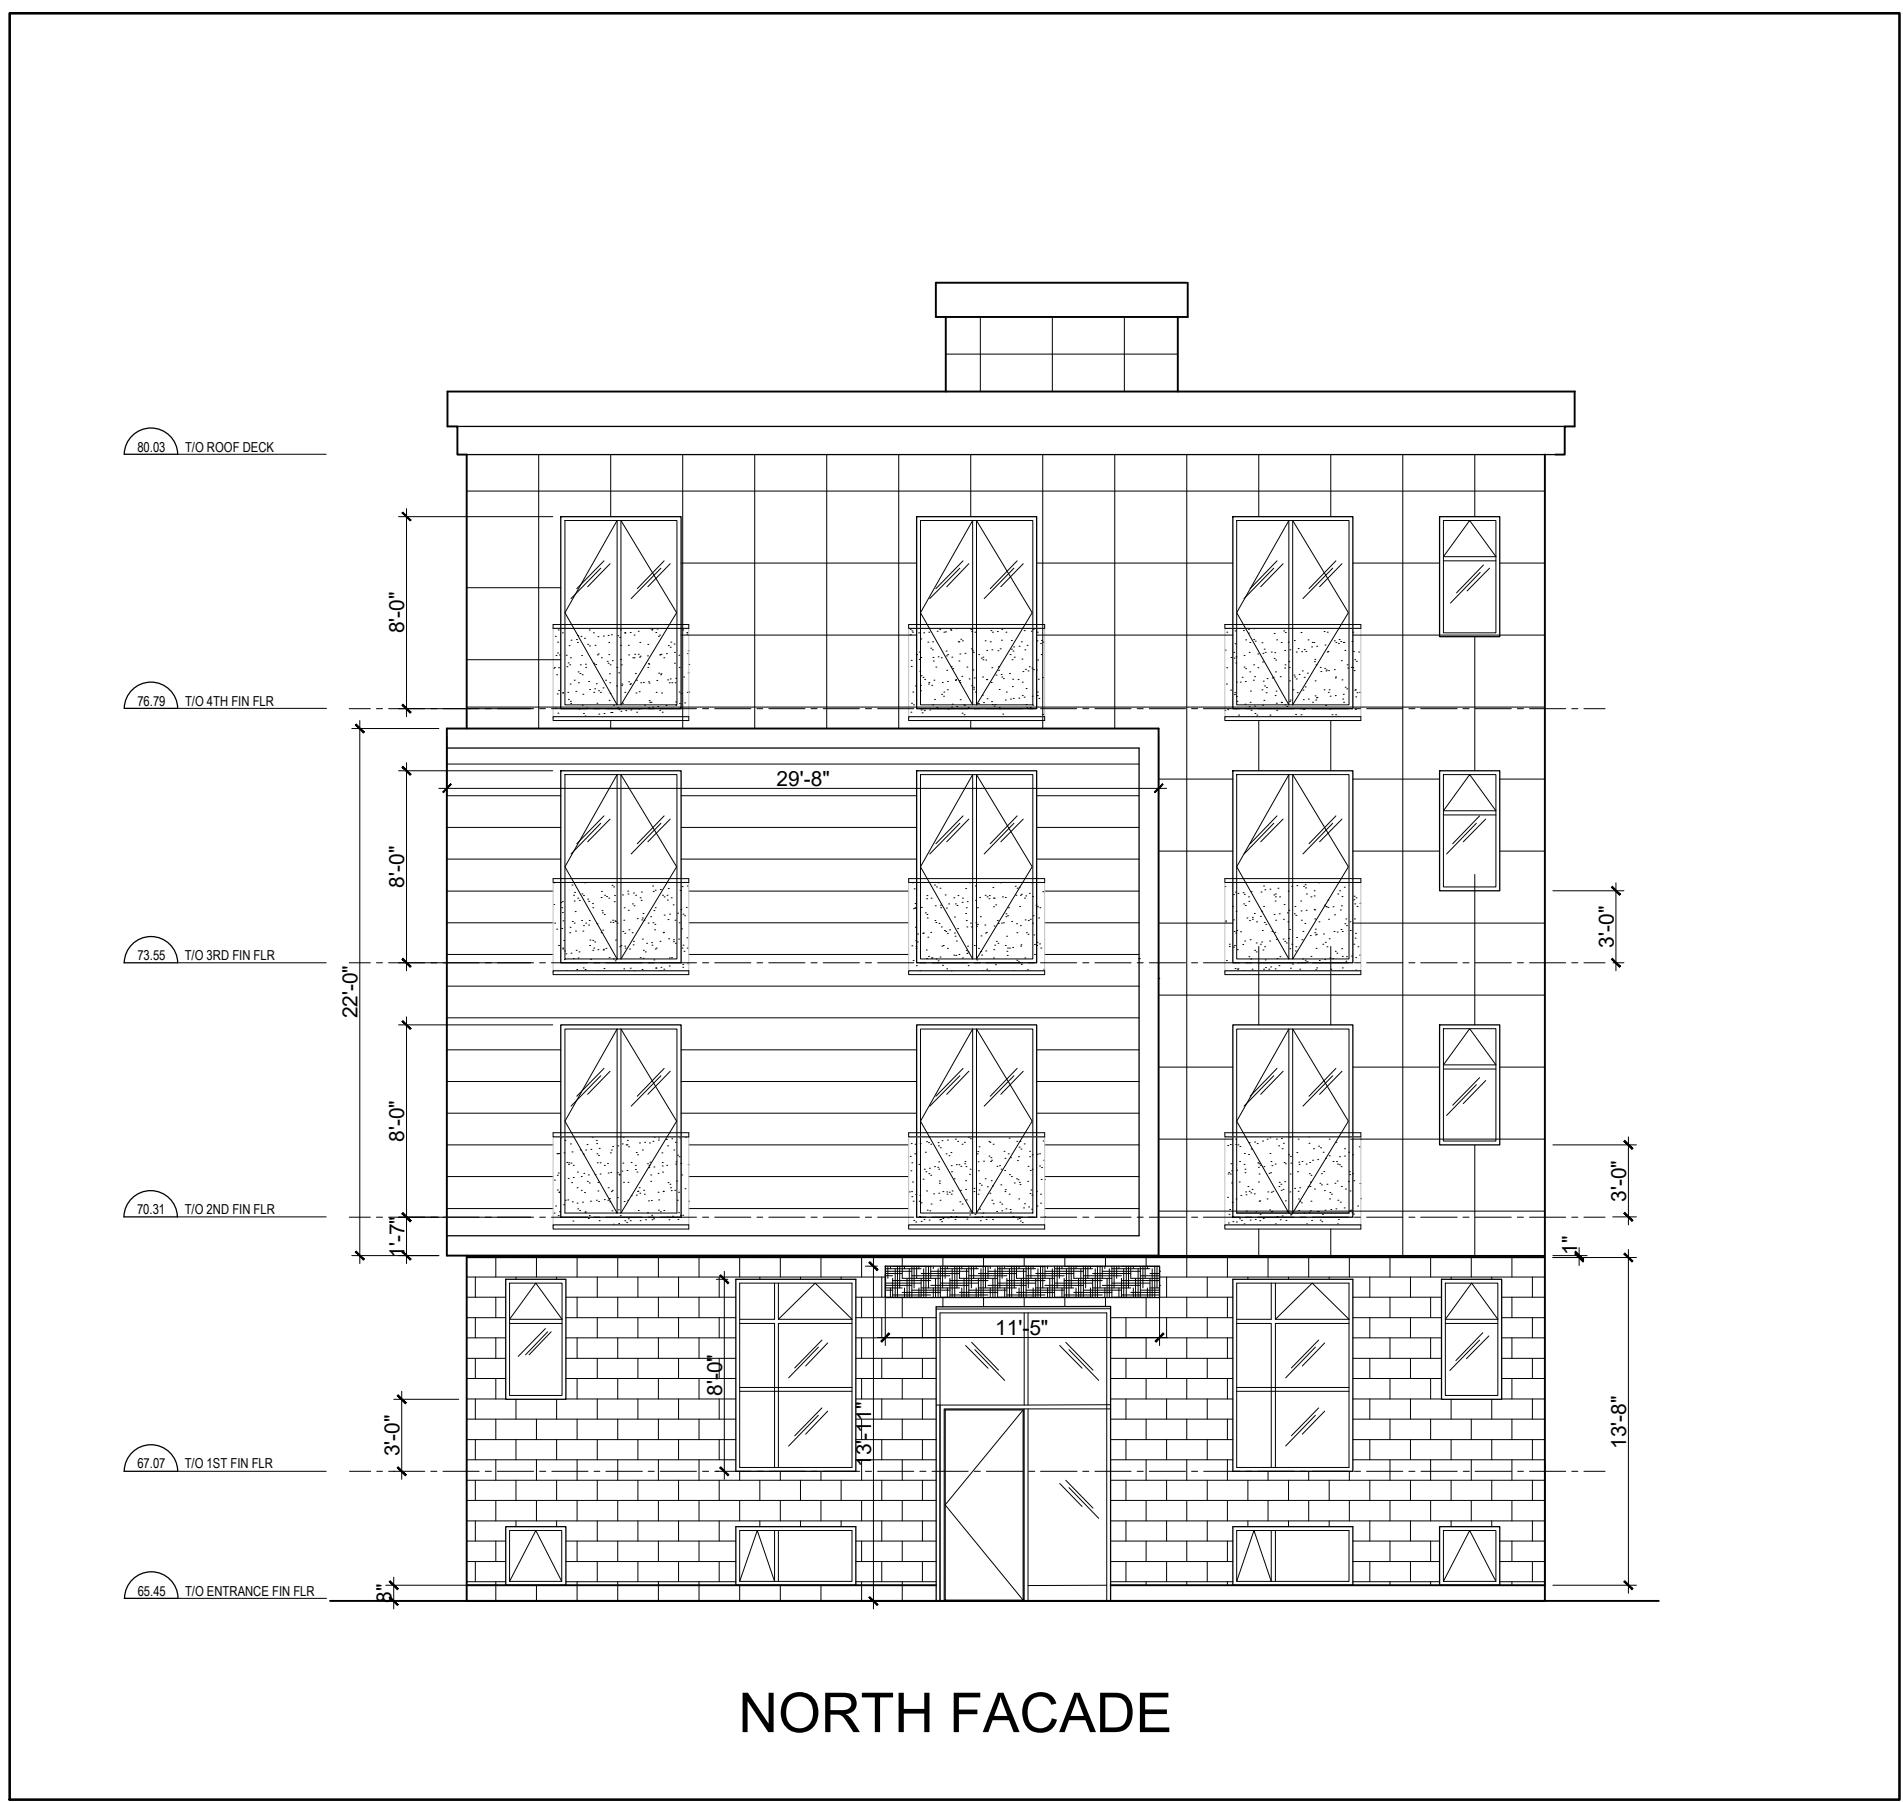 80.03 T/O ROOF DECK
8'-0"
76.79 T/O 4TH FIN FLR
29'-8"
8'-0"
3'-0"
73.55 T/O 3RD FIN FLR
22'-0"
8'-0"
3'-0"
70.31 T/O 2ND FIN FLR
1'-7"
1"
11'-5"
8'-0"
13'-11"
13'-8"
3'-0"
67.07 T/O 1ST FIN FLR
65.45 T/O ENTRANCE FIN FLR
8"
NORTH FACADE